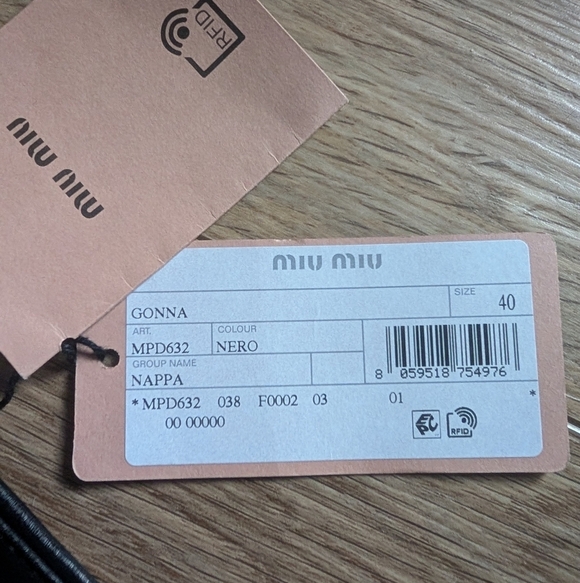 RFID
MIU MIU
MIU MIU
SIZE
GONNA 40
ART. COLOUR
MPD632 NERO
GROUP NAME
NAPPA
8 059518 754976
* MPD632 038 F0002 03 01 *
00 00000
RFID